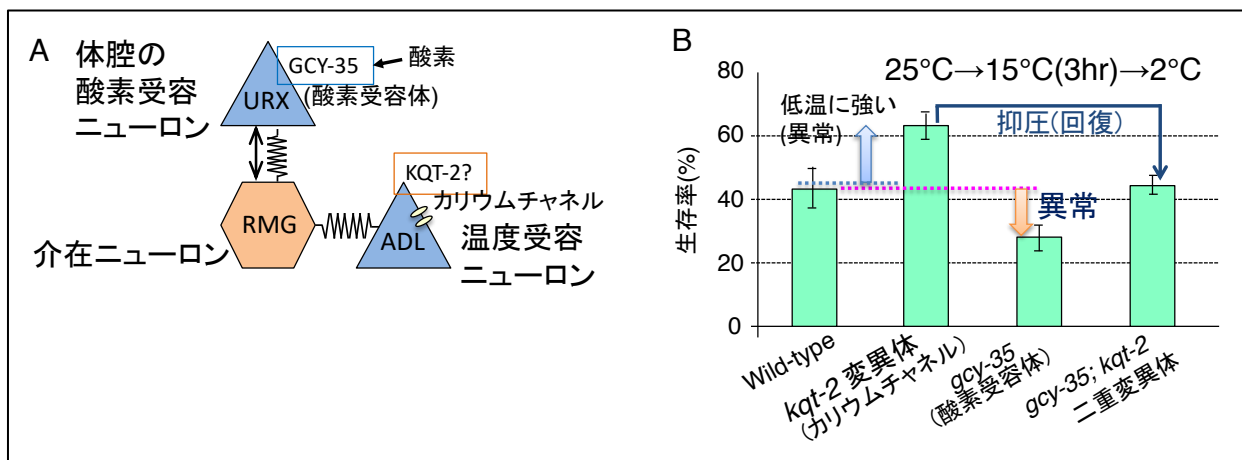 A
体腔の
酸素受容
ニューロン
GCY-35
酸素
URX
(酸素受容体)
KQT-2?
カリウムチャネル
RMG
ADL
温度受容
ニューロン
介在ニューロン
B
25°C→15°C(3hr)→2°C
80
60
40
20
0
生存率(%)
低温に強い
(異常)
抑圧(回復)
異常
Wild-type
kqt-2 変異体
(カリウムチャネル)
gcy-35
(酸素受容体)
gcy-35; kqt-2
二重変異体